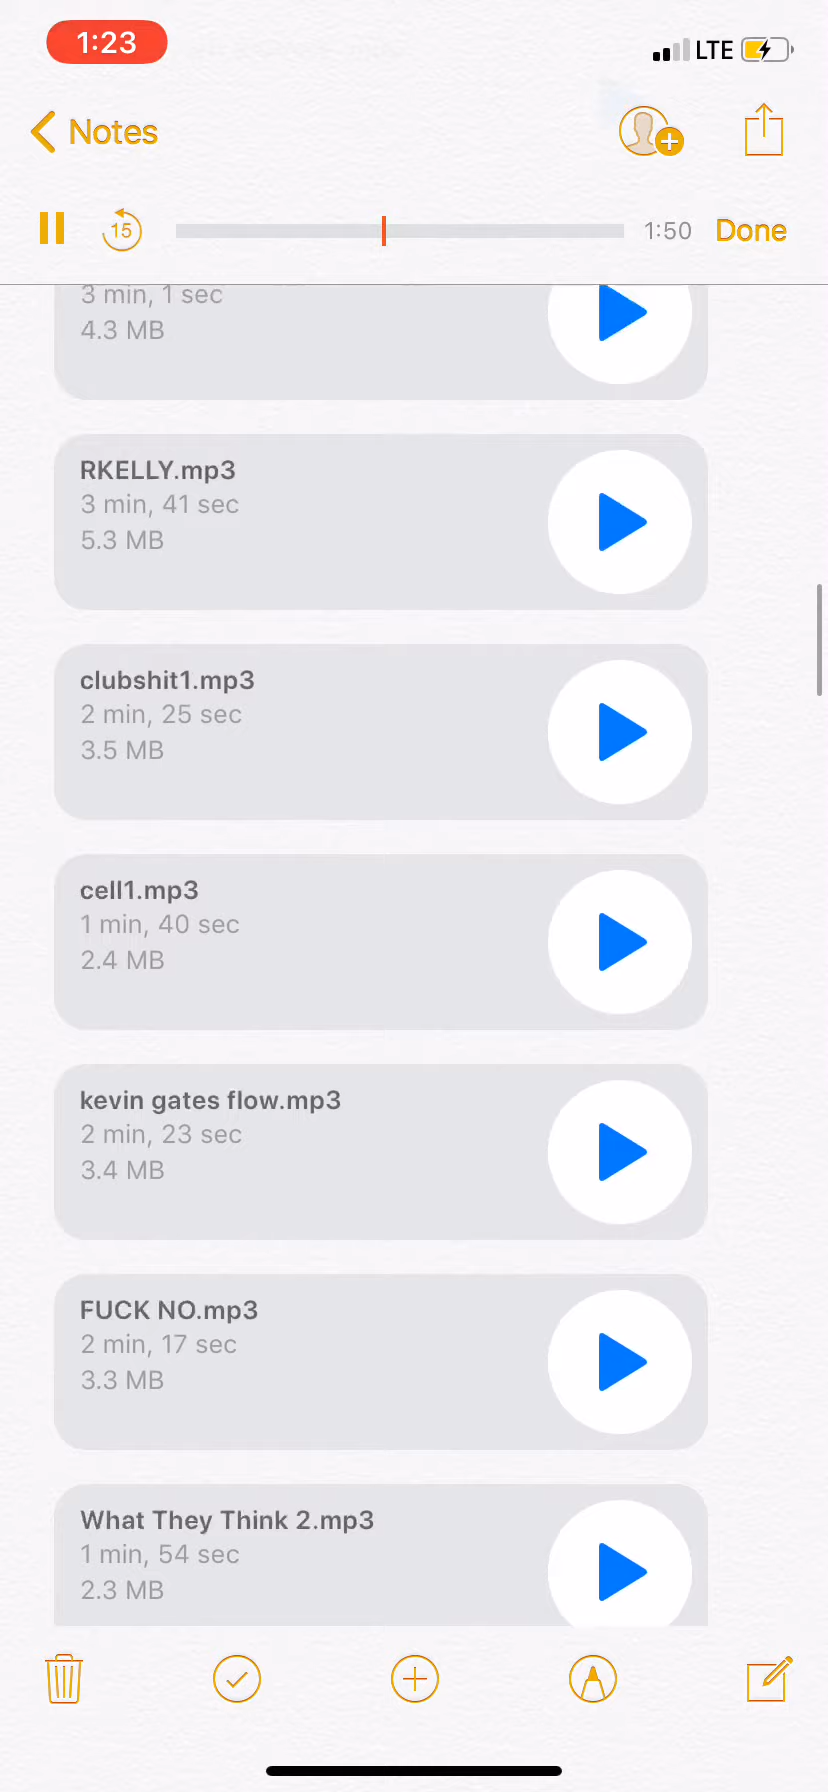 1:23
LTE
Notes
15
1:50
Done
3 min, 1 sec
4.3 MB
RKELLY.mp3
3 min, 41 sec
5.3 MB
clubshit1.mp3
2 min, 25 sec
3.5 MB
cell1.mp3
1 min, 40 sec
2.4 MB
kevin gates flow.mp3
2 min, 23 sec
3.4 MB
FUCK NO.mp3
2 min, 17 sec
3.3 MB
What They Think 2.mp3
1 min, 54 sec
2.3 MB